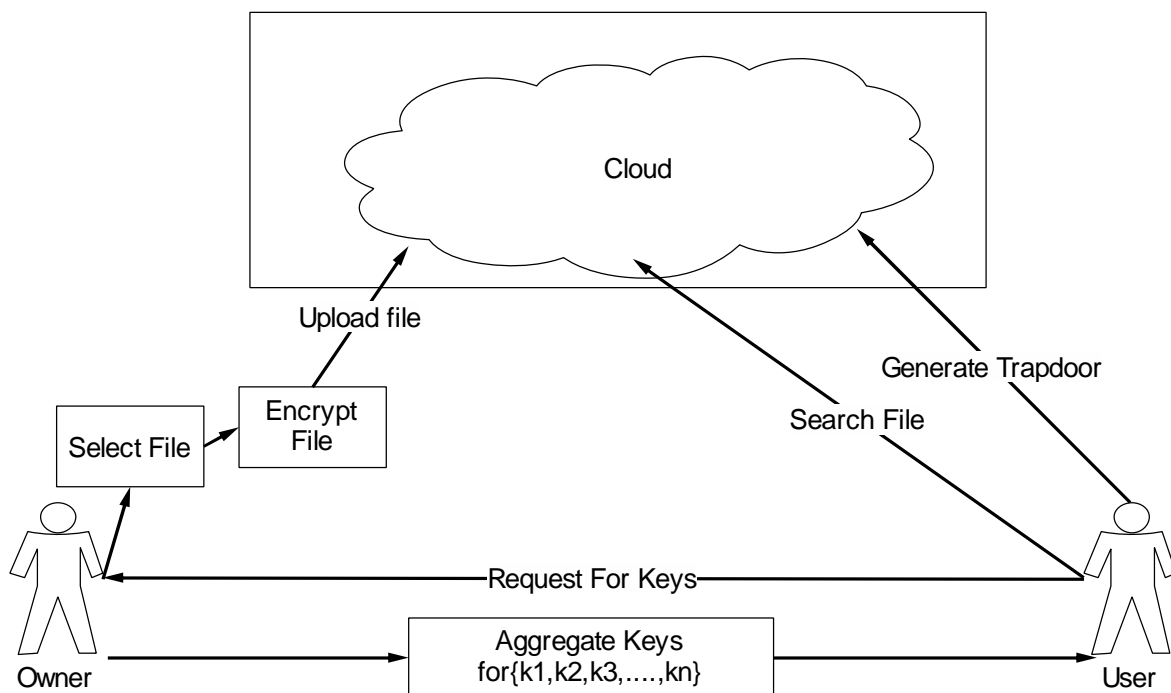 Cloud
Upload file
Generate Trapdoor
Encrypt
File
Search File
Select File
Request For Keys
Aggregate Keys
for{k1,k2,k3,....,kn}
Owner
User